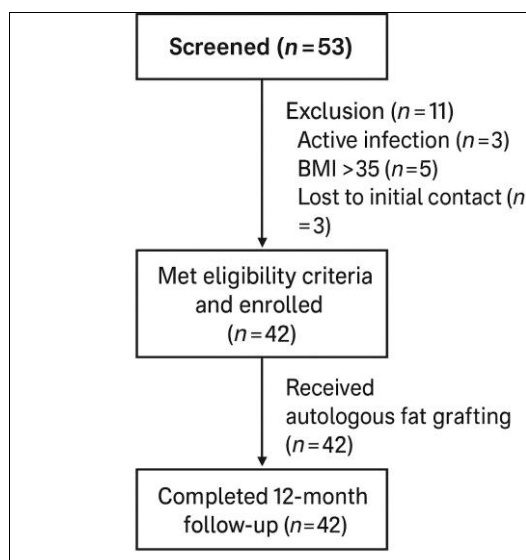 Screened (n=53)
Exclusion (n=11)
Active infection (n=3)
BMI >35 (n=5)
Lost to initial contact (n
=3)
Met eligibility criteria
and enrolled
(n=42)
Received
autologous fat grafting
(n=42)
Completed 12-month
follow-up (n=42)